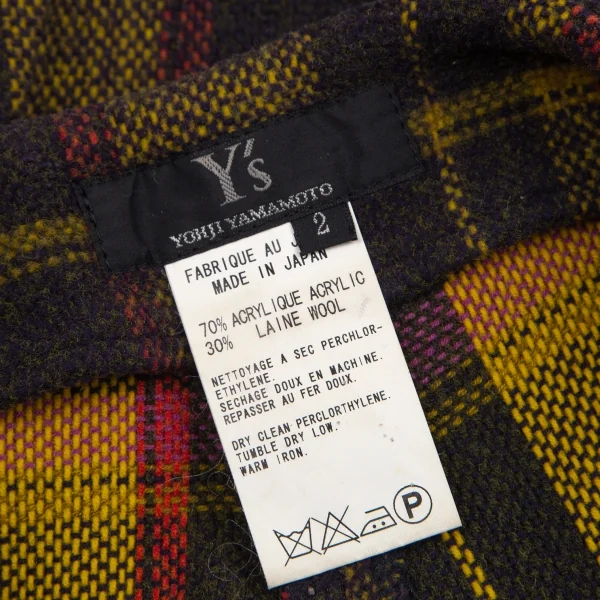 Y's
YOHJI YAMAMOTO
2
FABRIQUE AU
MADE IN JAPAN
70% ACRYLIQUE ACRYLIC
30% LAINE WOOL
NETTOYAGE A SEC PERCHLOR-
ETHYLENE.
SECHAGE DOUX EN MACHINE.
REPASSER AU FER DOUX.
DRY CLEAN PERCLORTHYLENE.
TUMBLE DRY LOW.
WARM IRON.
P